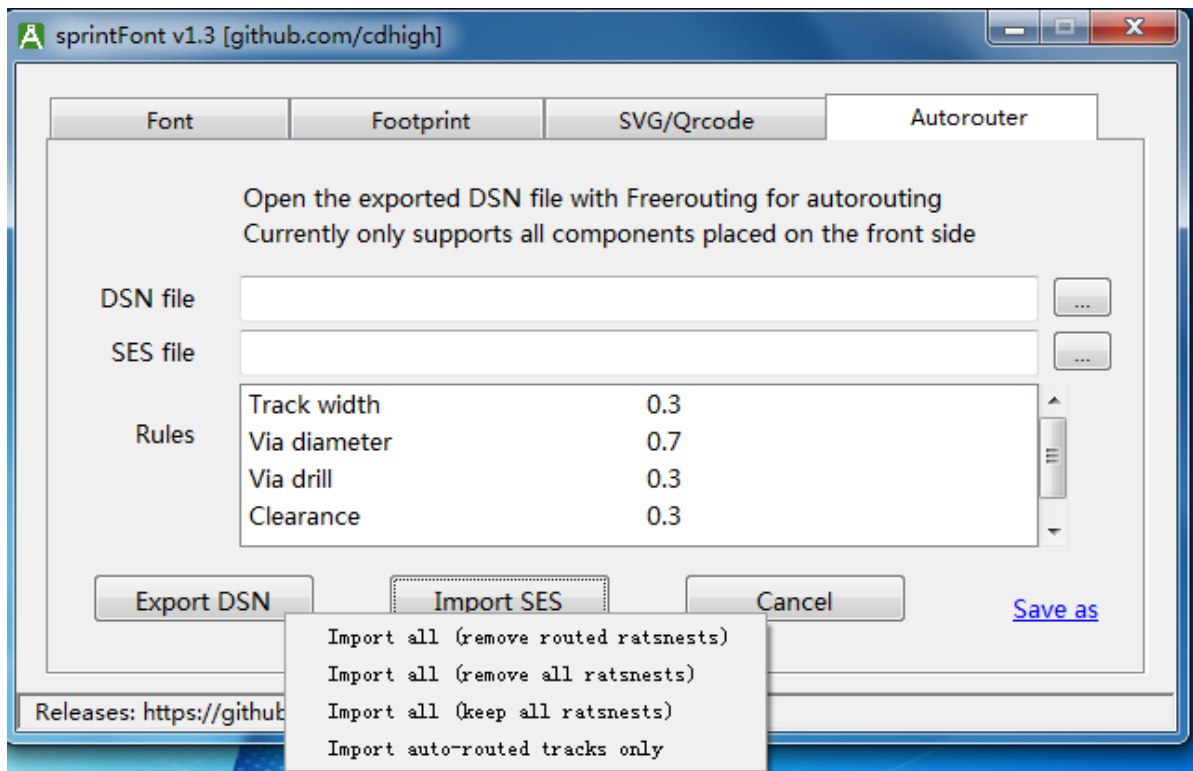 sprintFont v1.3 [github.com/cdhigh]
Font Footprint SVG/Qrcode Autorouter
Open the exported DSN file with Freerouting for autorouting
Currently only supports all components placed on the front side
DSN file ...
SES file ...
Rules
Track width 0.3
Via diameter 0.7
Via drill 0.3
Clearance 0.3
Export DSN Import SES Cancel Save as
Import all (remove routed ratsnests)
Import all (remove all ratsnests)
Import all (keep all ratsnests)
Import auto-routed tracks only
Releases: https://github